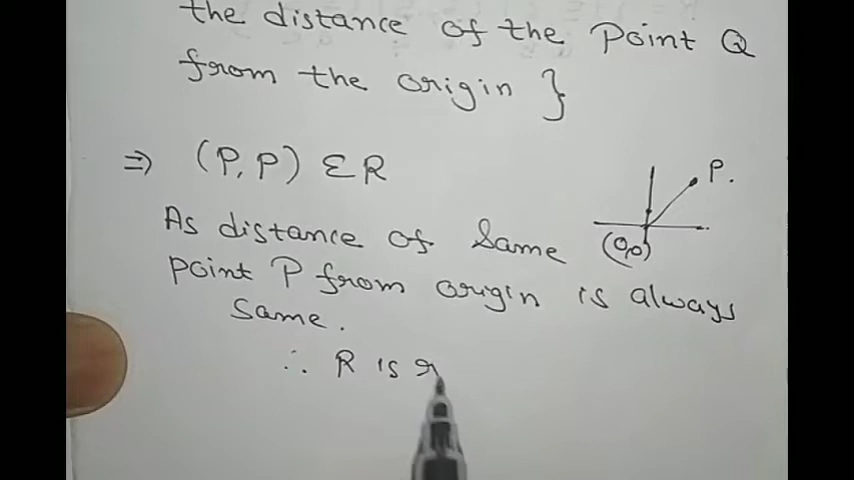 the distance of the Point Q
from the origin }
⇒ (P, P) ∈ R
P.
As distance of Same
(0,0)
point P from origin is always
Same.
∴ R is r